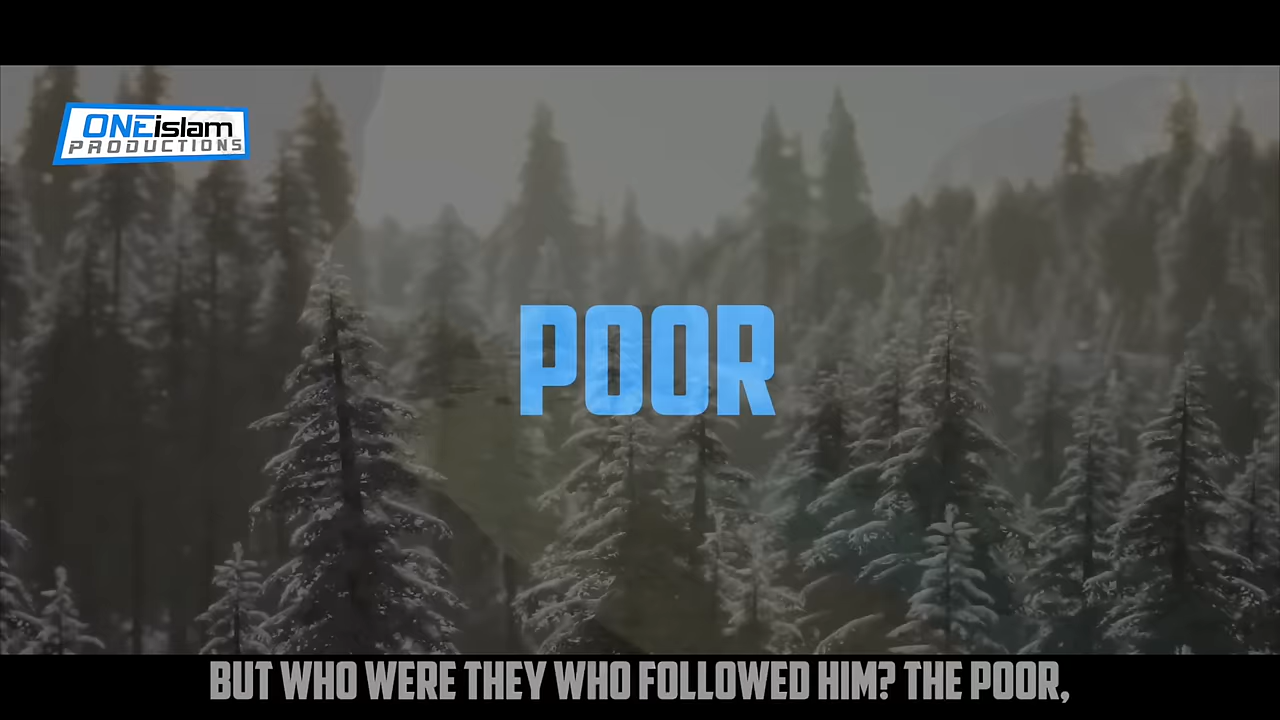 ONEislam
PRODUCTIONS
POOR
BUT WHO WERE THEY WHO FOLLOWED HIM? THE POOR,